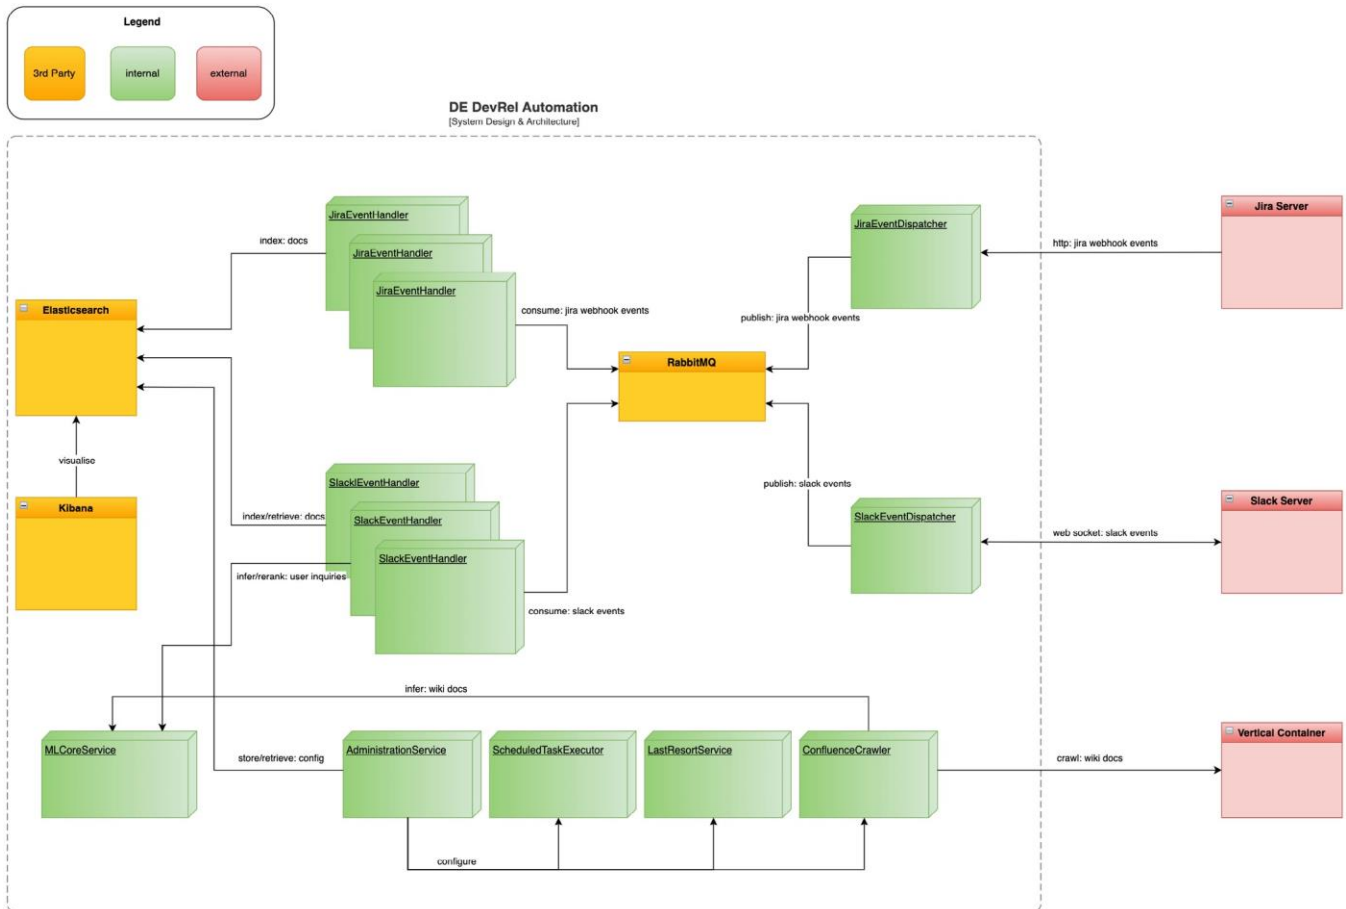 Legend
3rd Party
internal
external
DE DevRel Automation
[System Design & Architecture]
JiraEventHandler
JiraEventHandler
JiraEventHandler
index: docs
consume: jira webhook events
JiraEventDispatcher
publish: jira webhook events
http: jira webhook events
Jira Server
Elasticsearch
RabbitMQ
visualise
Kibana
SlacklEventHandler
SlackEventHandler
SlackEventHandler
index/retrieve: docs
infer/rerank: user inquiries
consume: slack events
publish: slack events
SlackEventDispatcher
web socket: slack events
Slack Server
infer: wiki docs
MLCoreService
store/retrieve: config
AdministrationService
ScheduledTaskExecutor
LastResortService
ConfluenceCrawler
crawl: wiki docs
Vertical Container
configure